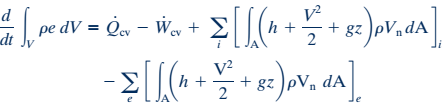 d/dt ∫_V ρe dV = Q̇_cv − Ẇ_cv + Σ_i [ ∫_A (h + V²/2 + gz) ρV_n dA ]_i
− Σ_e [ ∫_A (h + V²/2 + gz) ρV_n dA ]_e